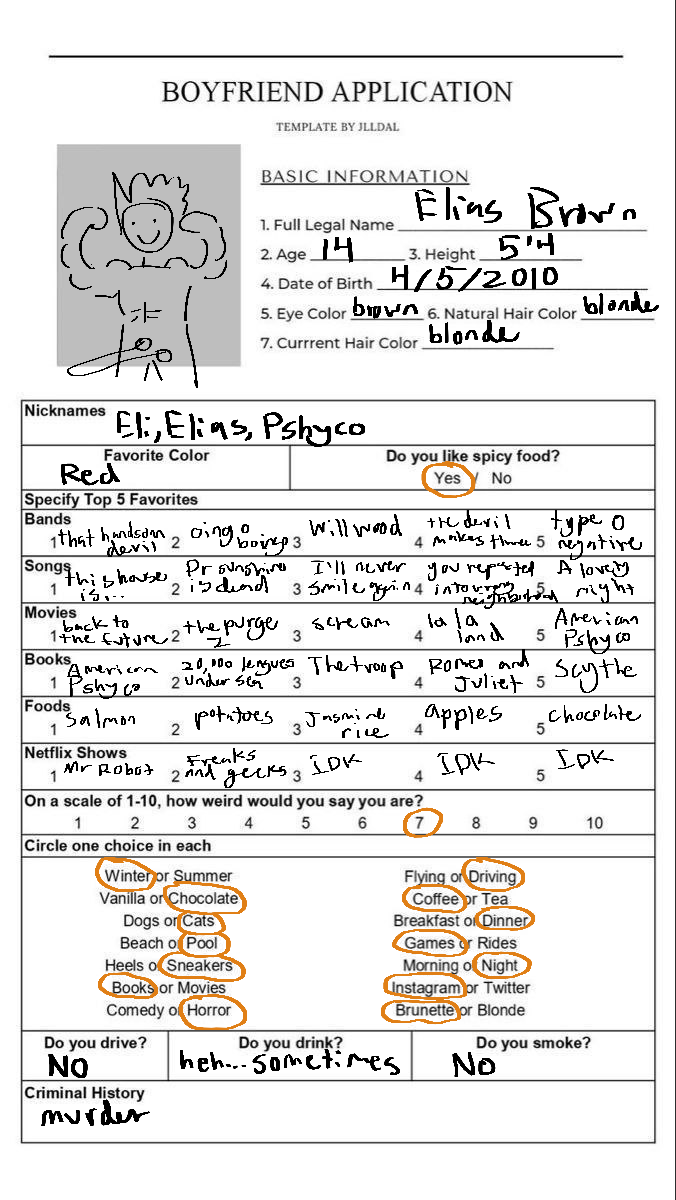 BOYFRIEND APPLICATION
TEMPLATE BY JLLDAL
BASIC INFORMATION
1. Full Legal Name Elias Brown
2. Age 14 3. Height 5'4
4. Date of Birth 4/5/2010
5. Eye Color brown 6. Natural Hair Color blonde
7. Currrent Hair Color blonde
Nicknames Eli, Elias, Pshyco
Favorite Color
Red
Do you like spicy food?
Yes / No
Specify Top 5 Favorites
Bands
1 that handsom devil 2 oingo boingo 3 Will wood 4 the devil makes three 5 type O negative
Songs
1 this house is... 2 Dr sunshine is dead 3 I'll never smile again 4 you repeated into my neighborhood 5 A lovely night
Movies
1 back to the future 2 the purge 2 3 scream 4 la la land 5 American Pshyco
Books
1 American Pshyco 2 20,000 leagues under sea 3 The troop 4 Romeo and Juliet 5 Scythe
Foods
1 Salmon 2 potatoes 3 Jasmine rice 4 apples 5 chocolate
Netflix Shows
1 Mr Robot 2 Freaks and geeks 3 IDK 4 IDK 5 IDK
On a scale of 1-10, how weird would you say you are?
1 2 3 4 5 6 7 8 9 10
Circle one choice in each
Winter or Summer Flying or Driving
Vanilla or Chocolate Coffee or Tea
Dogs or Cats Breakfast or Dinner
Beach or Pool Games or Rides
Heels or Sneakers Morning or Night
Books or Movies Instagram or Twitter
Comedy or Horror Brunette or Blonde
Do you drive? Do you drink? Do you smoke?
NO heh... sometimes No
Criminal History
murder